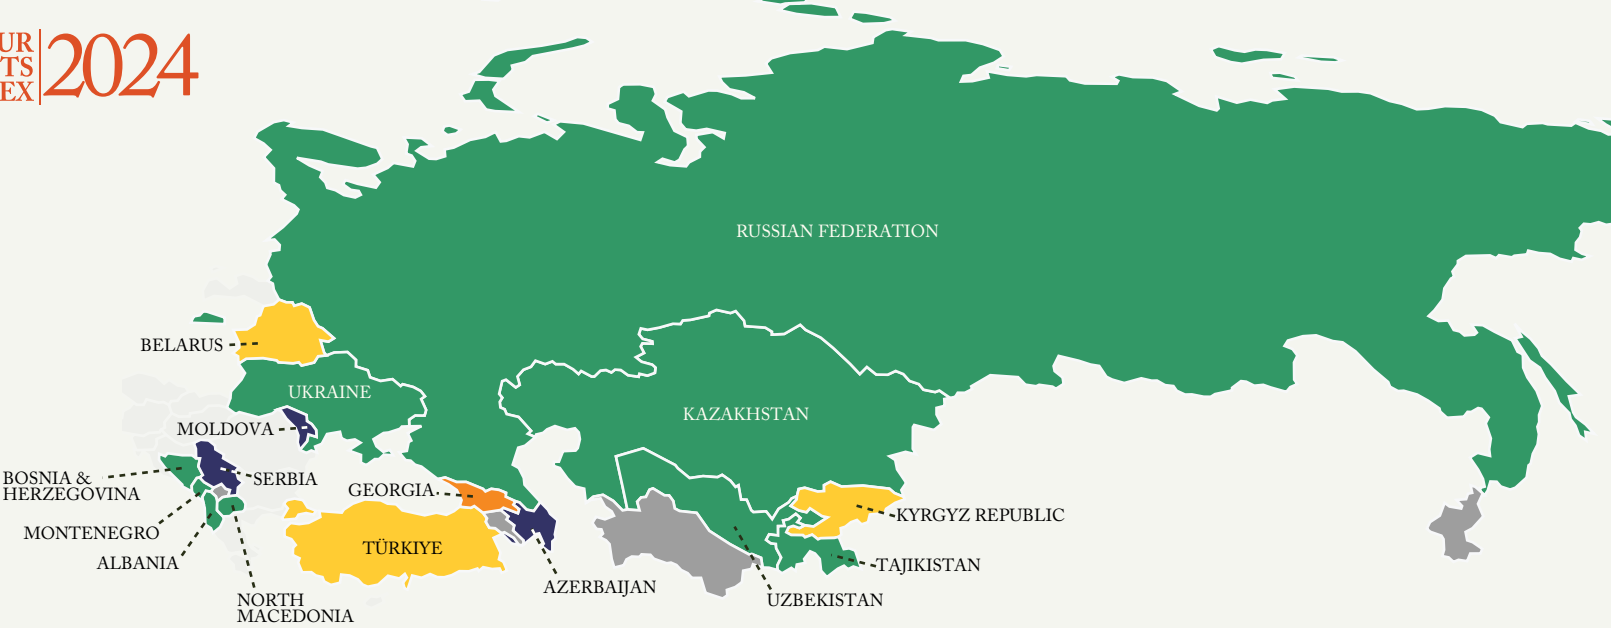 UR
TS
EX
2024
RUSSIAN FEDERATION
BELARUS
UKRAINE
KAZAKHSTAN
MOLDOVA
BOSNIA &
HERZEGOVINA
SERBIA
GEORGIA
KYRGYZ REPUBLIC
MONTENEGRO
TÜRKIYE
ALBANIA
TAJIKISTAN
AZERBAIJAN
NORTH
MACEDONIA
UZBEKISTAN